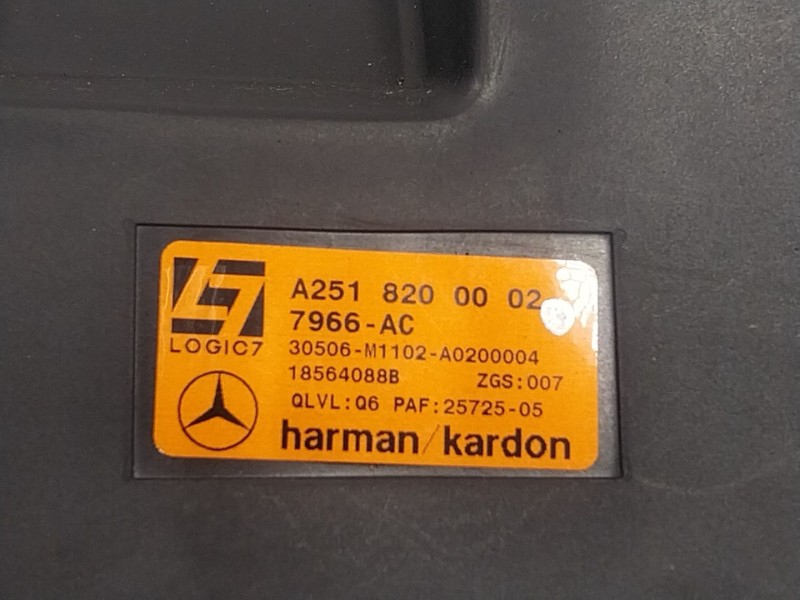 A251 820 00 02
7966-AC
LOGIC7
30506-M1102-A0200004
18564088B ZGS:007
QLVL:Q6 PAF:25725-05
harman/kardon